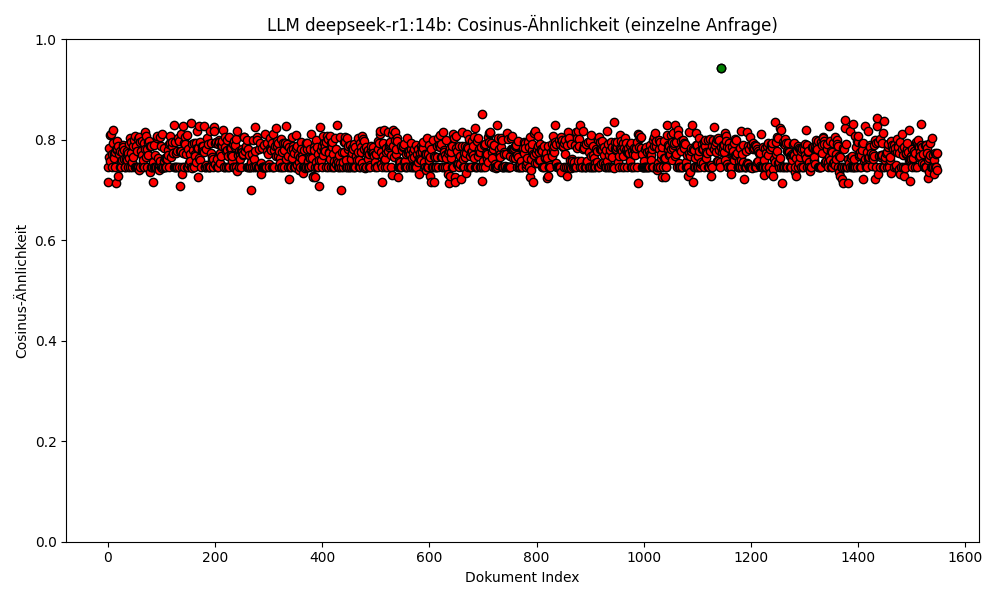 LLM deepseek-r1:14b: Cosinus-Ähnlichkeit (einzelne Anfrage)
1.0
0.8
0.6
0.4
0.2
0.0
Cosinus-Ähnlichkeit
0 200 400 600 800 1000 1200 1400 1600
Dokument Index